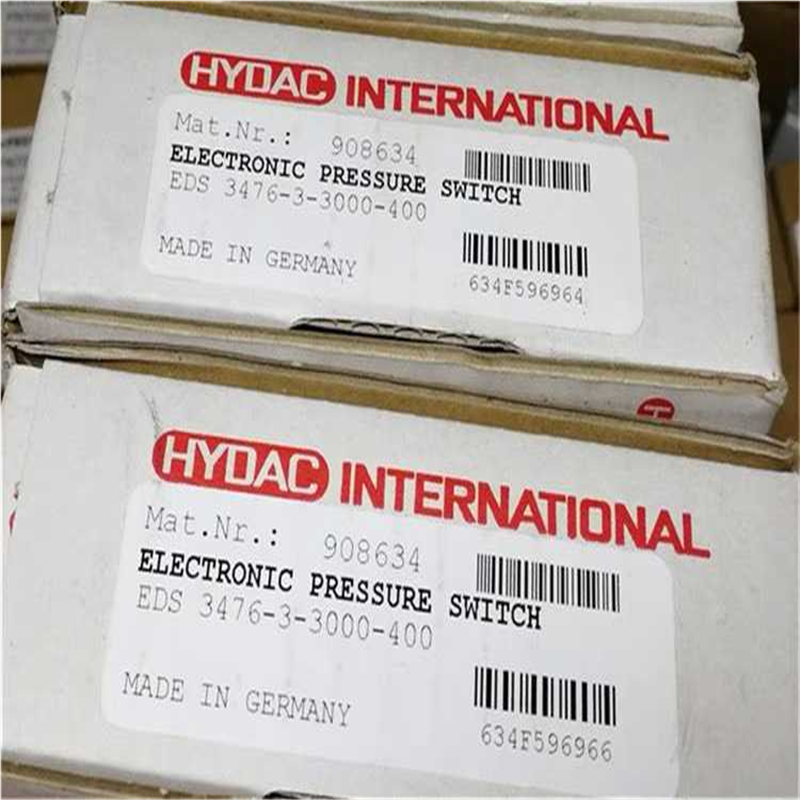 HYDAC INTERNATIONAL
Mat.Nr.: 908634
ELECTRONIC PRESSURE SWITCH
EDS 3476-3-3000-400
MADE IN GERMANY
634F596964
HYDAC INTERNATIONAL
Mat.Nr.: 908634
ELECTRONIC PRESSURE SWITCH
EDS 3476-3-3000-400
MADE IN GERMANY
634F596966